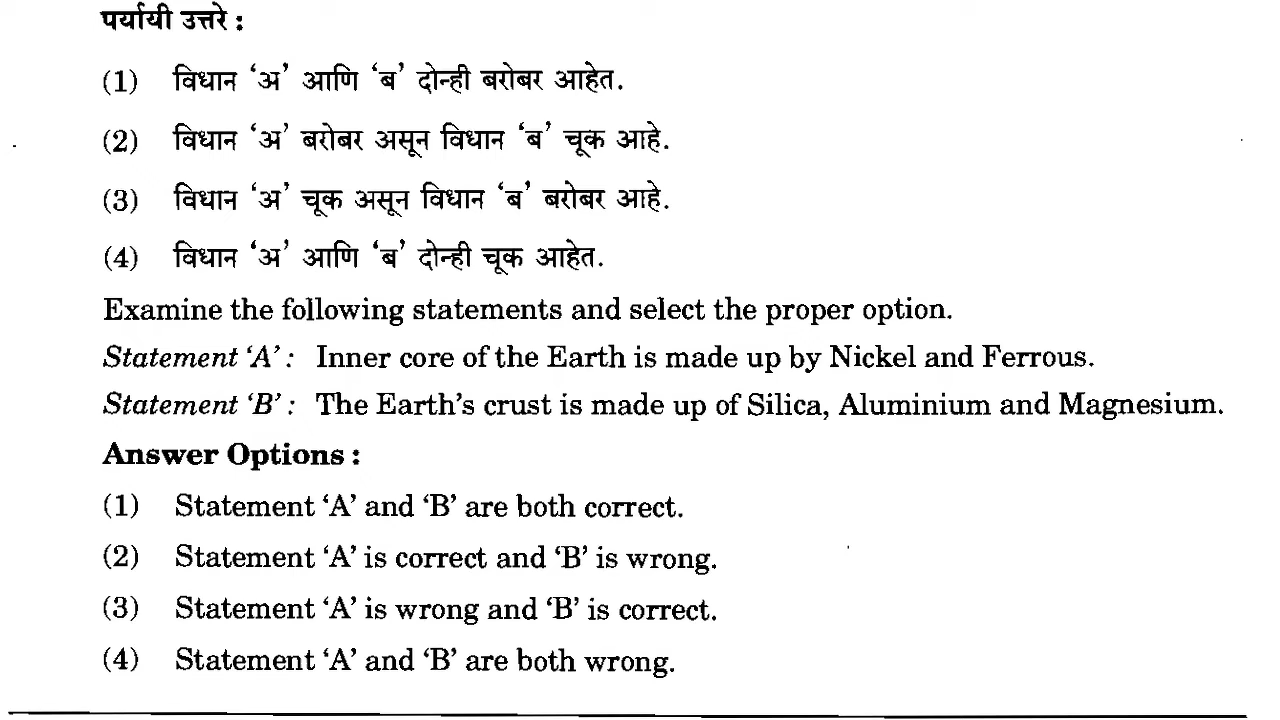 पर्यायी उत्तरे :
(1) विधान ‘अ’ आणि ‘ब’ दोन्ही बरोबर आहेत.
(2) विधान ‘अ’ बरोबर असून विधान ‘ब’ चूक आहे.
(3) विधान ‘अ’ चूक असून विधान ‘ब’ बरोबर आहे.
(4) विधान ‘अ’ आणि ‘ब’ दोन्ही चूक आहेत.
Examine the following statements and select the proper option.
Statement ‘A’ : Inner core of the Earth is made up by Nickel and Ferrous.
Statement ‘B’ : The Earth’s crust is made up of Silica, Aluminium and Magnesium.
Answer Options :
(1) Statement ‘A’ and ‘B’ are both correct.
(2) Statement ‘A’ is correct and ‘B’ is wrong.
(3) Statement ‘A’ is wrong and ‘B’ is correct.
(4) Statement ‘A’ and ‘B’ are both wrong.